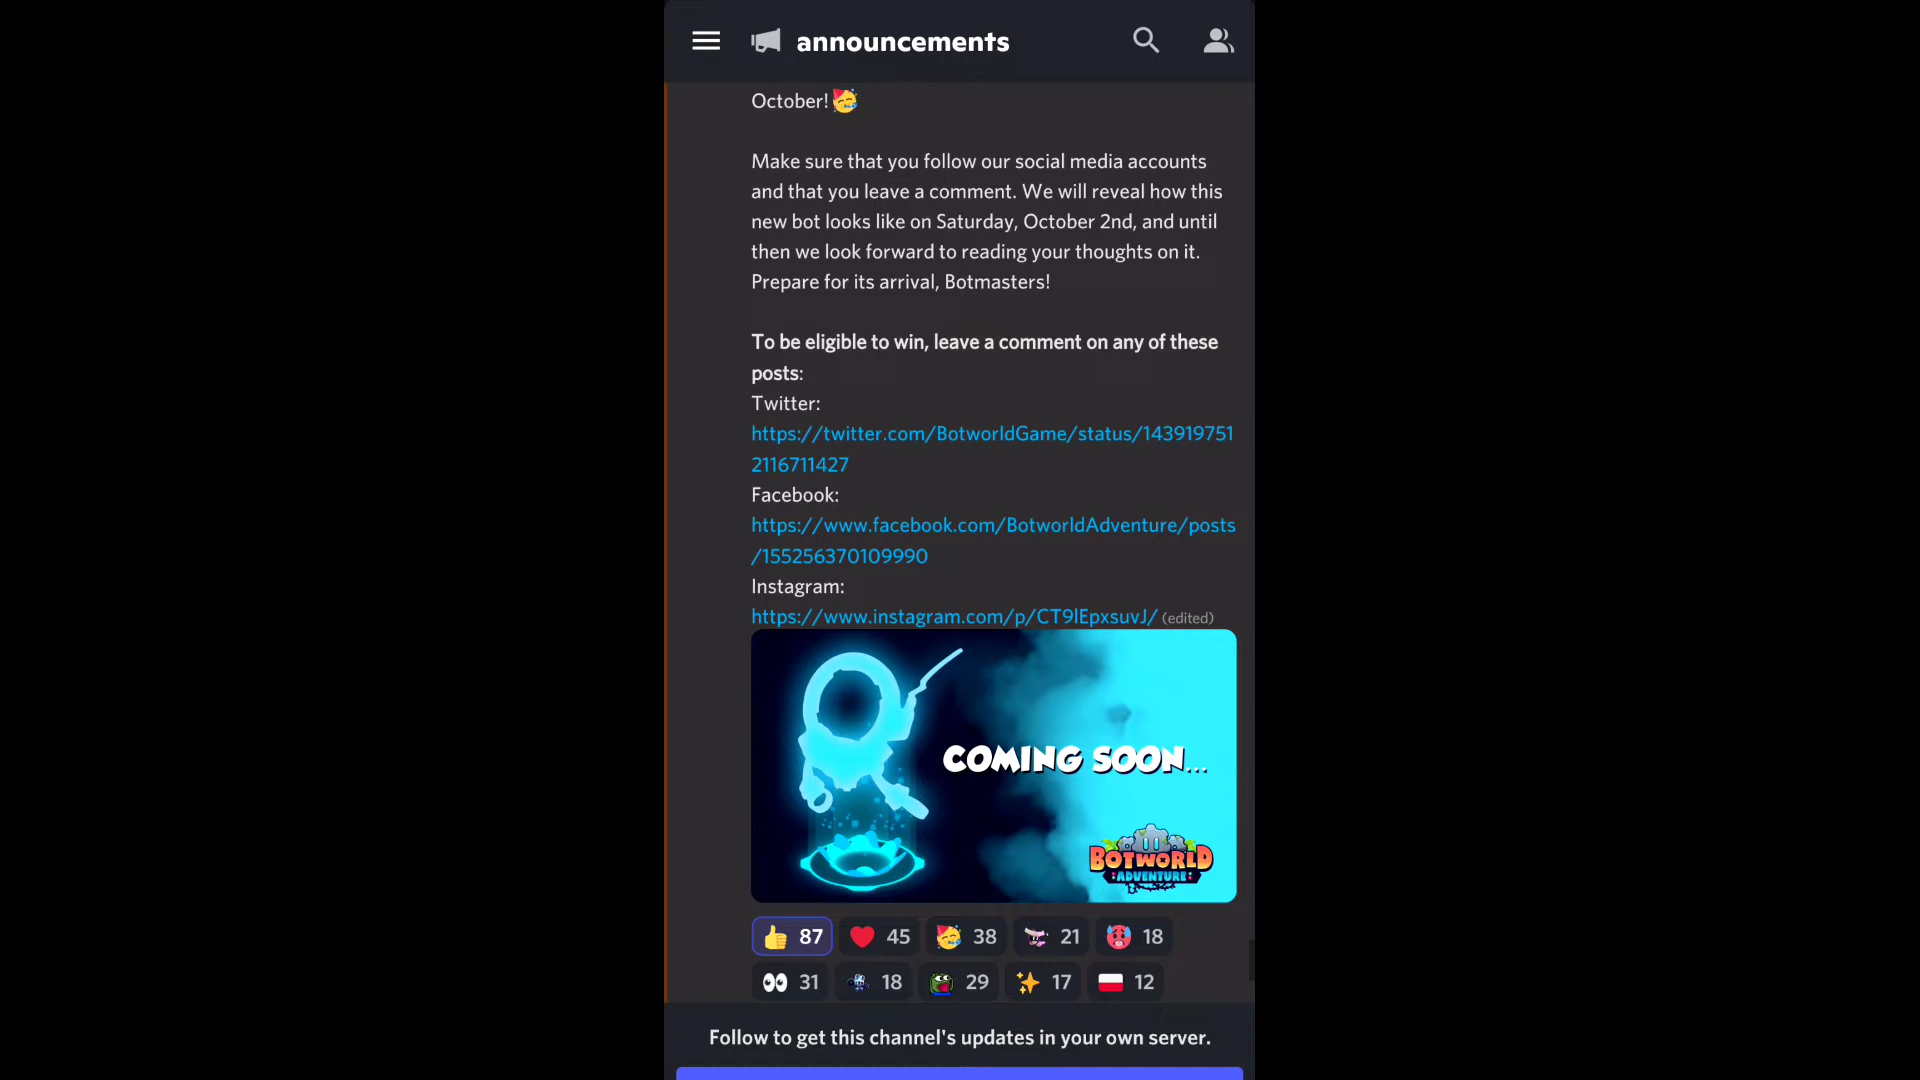 announcements
October!
Make sure that you follow our social media accounts
and that you leave a comment. We will reveal how this
new bot looks like on Saturday, October 2nd, and until
then we look forward to reading your thoughts on it.
Prepare for its arrival, Botmasters!
To be eligible to win, leave a comment on any of these
posts:
Twitter:
https://twitter.com/BotworldGame/status/143919751
2116711427
Facebook:
https://www.facebook.com/BotworldAdventure/posts
/155256370109990
Instagram:
https://www.instagram.com/p/CT9lEpxsuvJ/ (edited)
COMING SOON...
BOTWORLD
ADVENTURE
87 45 38 21 18
31 18 29 17 12
Follow to get this channel's updates in your own server.